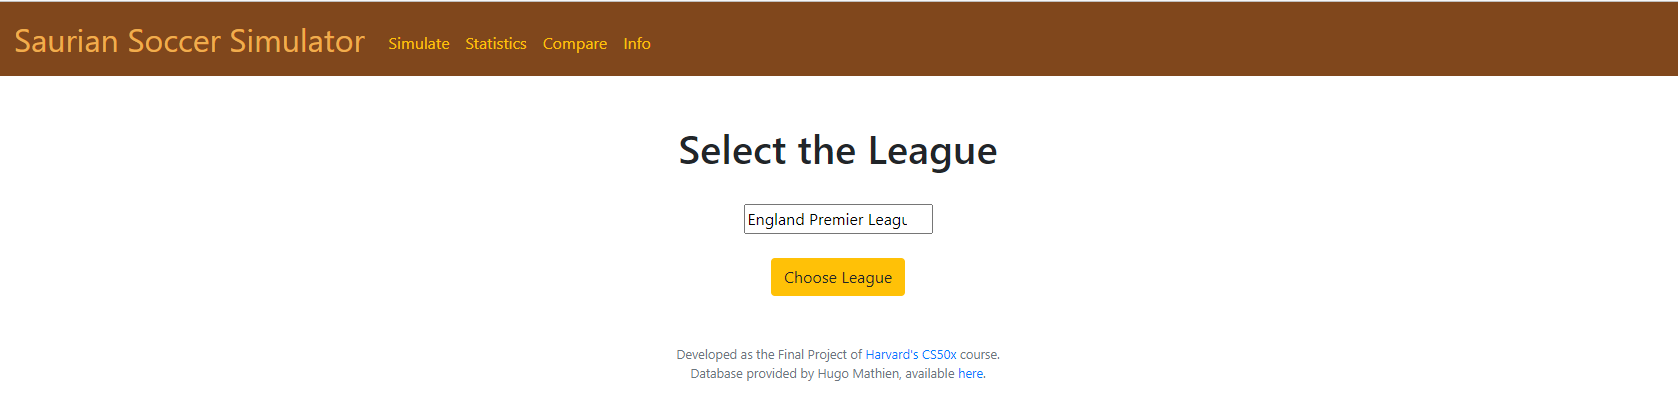 Saurian Soccer Simulator Simulate Statistics Compare Info
Select the League
England Premier Leagu
Choose League
Developed as the Final Project of Harvard's CS50x course.
Database provided by Hugo Mathien, available here.